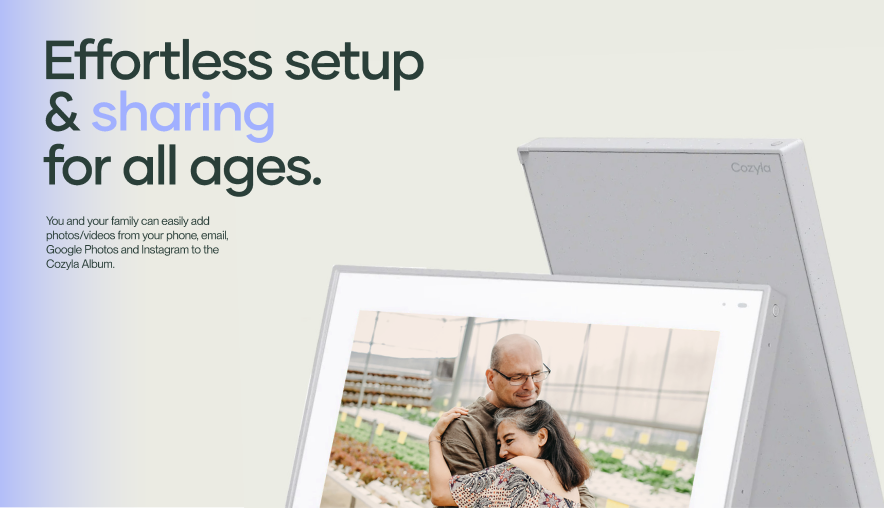 Effortless setup
& sharing
for all ages.
You and your family can easily add
photos/videos from your phone, email,
Google Photos and Instagram to the
Cozyla Album.
Cozyla